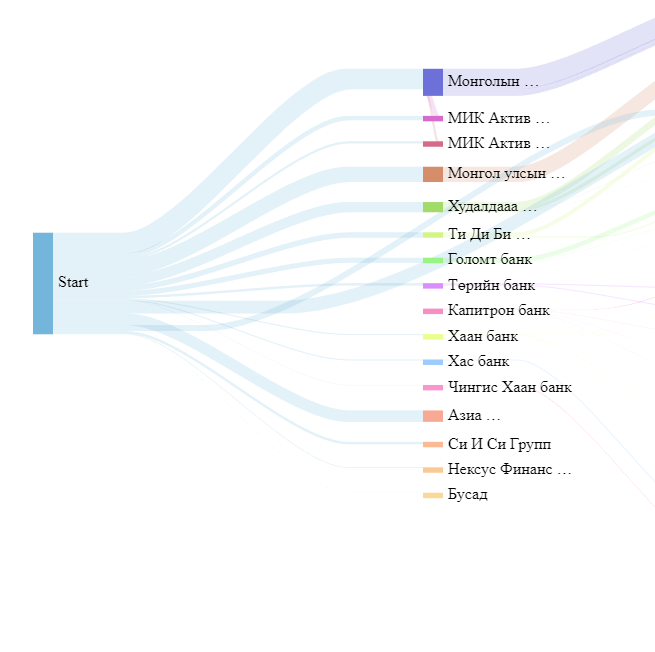 Монголын …
МИК Актив …
МИК Актив …
Монгол улсын …
Худалдааа …
Ти Ди Би …
Голомт банк
Start
Төрийн банк
Капитрон банк
Хаан банк
Хас банк
Чингис Хаан банк
Азиа …
Си И Си Групп
Нексус Финанс …
Бусад